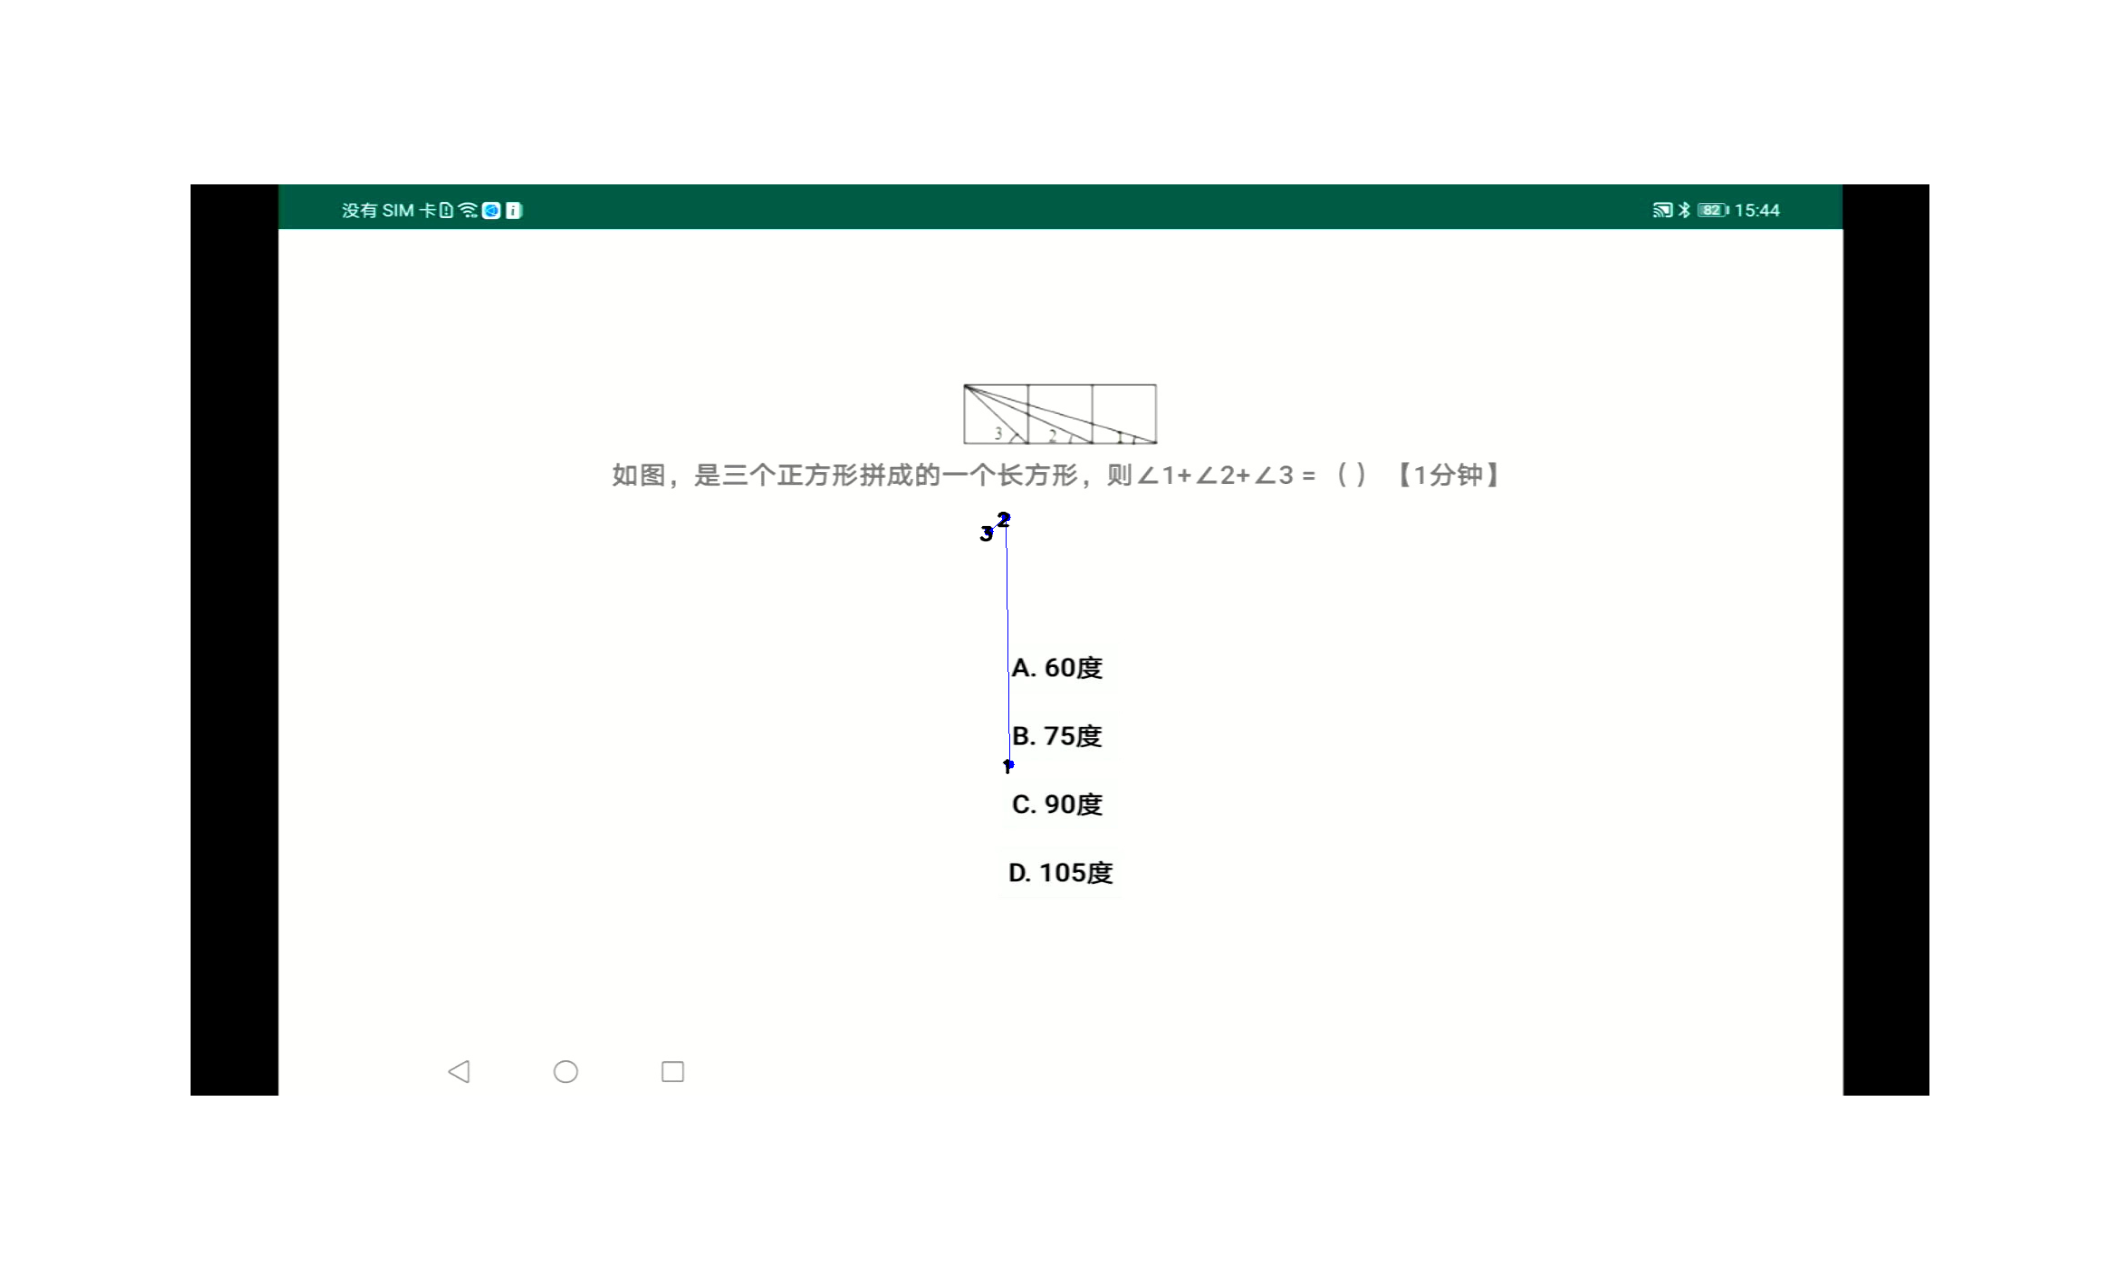 没有 SIM 卡
82 15:44
3 2 1
如图，是三个正方形拼成的一个长方形，则∠1+∠2+∠3 =（ ）【1分钟】
2
3
A. 60度
B. 75度
1
C. 90度
D. 105度